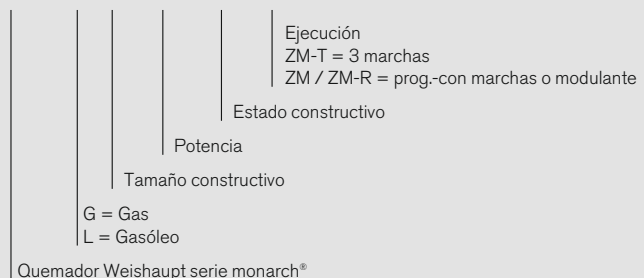 Ejecución
ZM-T = 3 marchas
ZM / ZM-R = prog.-con marchas o modulante
Estado constructivo
Potencia
Tamaño constructivo
G = Gas
L = Gasóleo
Quemador Weishaupt serie monarch®